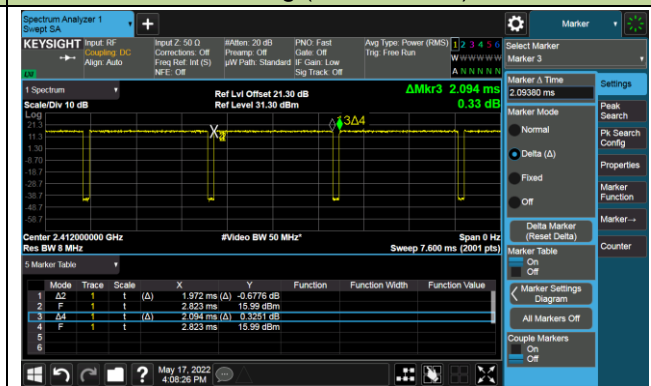 Spectrum Analyzer 1
Swept SA
+
Marker
KEYSIGHT Input: RF
Coupling: DC
Align: Auto
Input Z: 50 Ω
Corrections: Off
Freq Ref: Int (S)
NFE: Off
#Atten: 20 dB
Preamp: Off
µW Path: Standard
PNO: Fast
Gate: Off
IF Gain: Low
Sig Track: Off
Avg Type: Power (RMS)
Trig: Free Run
1 2 3 4 5 6
W W W W W W
A N N N N N
LXI
Select Marker
Marker 3
1 Spectrum
Scale/Div 10 dB
Log
Ref Lvl Offset 21.30 dB
Ref Level 31.30 dBm
ΔMkr3 2.094 ms
0.33 dB
21.3
11.3
1.30
-8.70
-18.7
-28.7
-38.7
-48.7
-58.7
3Δ4
X
Center 2.412000000 GHz
Res BW 8 MHz
#Video BW 50 MHz*
Span 0 Hz
Sweep 7.600 ms (2001 pts)
5 Marker Table
Mode Trace Scale X Y Function Function Width Function Value
1 Δ2 1 t (Δ) 1.972 ms (Δ) -0.6776 dB
2 F 1 t 2.823 ms 15.99 dBm
3 Δ4 1 t (Δ) 2.094 ms (Δ) 0.3251 dB
4 F 1 t 2.823 ms 15.99 dBm
5
6
Marker Δ Time
2.09380 ms
Marker Mode
Normal
Delta (Δ)
Fixed
Off
Delta Marker
(Reset Delta)
Marker Table
On
Off
Marker Settings
Diagram
All Markers Off
Couple Markers
On
Off
Settings
Peak
Search
Pk Search
Config
Properties
Marker
Function
Marker→
Counter
?
May 17, 2022
4:08:26 PM